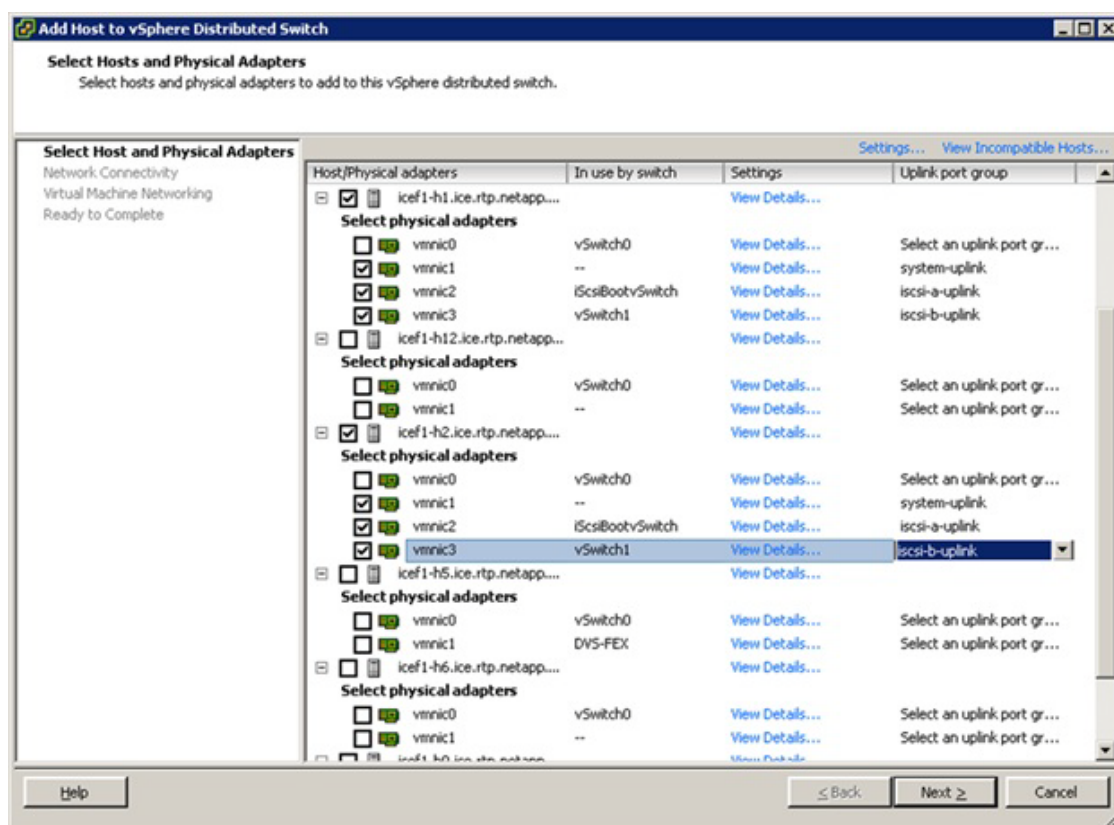 Add Host to vSphere Distributed Switch
Select Hosts and Physical Adapters
Select hosts and physical adapters to add to this vSphere distributed switch.
Select Host and Physical Adapters
Network Connectivity
Virtual Machine Networking
Ready to Complete
Settings... View Incompatible Hosts...
Host/Physical adapters In use by switch Settings Uplink port group
icef1-h1.ice.rtp.netapp.... View Details...
Select physical adapters
vmnic0 vSwitch0 View Details... Select an uplink port gr...
vmnic1 -- View Details... system-uplink
vmnic2 iScsiBootvSwitch View Details... iscsi-a-uplink
vmnic3 vSwitch1 View Details... iscsi-b-uplink
icef1-h12.ice.rtp.netapp... View Details...
Select physical adapters
vmnic0 vSwitch0 View Details... Select an uplink port gr...
vmnic1 -- View Details... Select an uplink port gr...
icef1-h2.ice.rtp.netapp.... View Details...
Select physical adapters
vmnic0 vSwitch0 View Details... Select an uplink port gr...
vmnic1 -- View Details... system-uplink
vmnic2 iScsiBootvSwitch View Details... iscsi-a-uplink
vmnic3 vSwitch1 View Details... iscsi-b-uplink
icef1-h5.ice.rtp.netapp.... View Details...
Select physical adapters
vmnic0 vSwitch0 View Details... Select an uplink port gr...
vmnic1 DVS-FEX View Details... Select an uplink port gr...
icef1-h6.ice.rtp.netapp.... View Details...
Select physical adapters
vmnic0 vSwitch0 View Details... Select an uplink port gr...
vmnic1 -- View Details... Select an uplink port gr...
Help < Back Next > Cancel